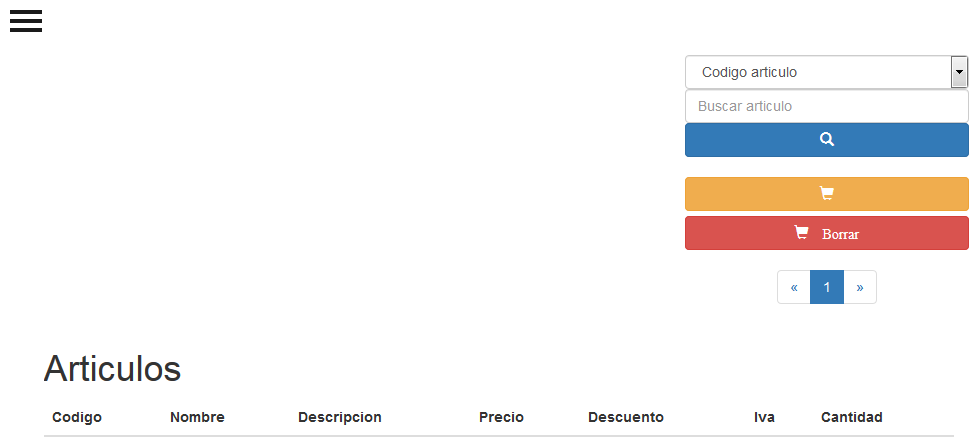 Codigo articulo
Buscar articulo
Borrar
« 1 »
Articulos
Codigo Nombre Descripcion Precio Descuento Iva Cantidad